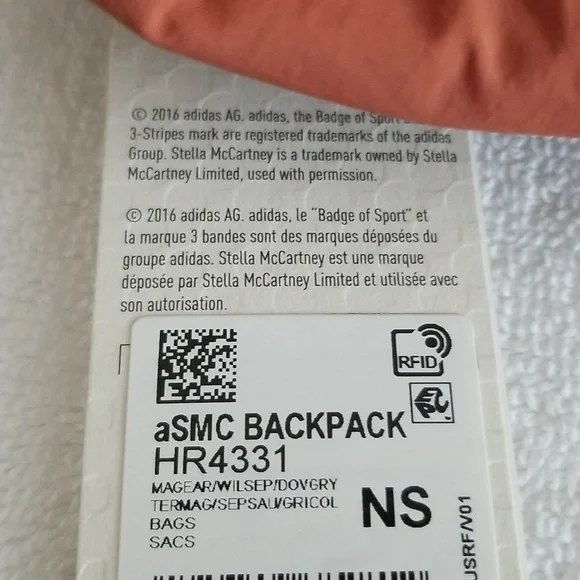 © 2016 adidas AG. adidas, the Badge of Sport
3-Stripes mark are registered trademarks of the adidas
Group. Stella McCartney is a trademark owned by Stella
McCartney Limited, used with permission.
© 2016 adidas AG. adidas, le "Badge of Sport" et
la marque 3 bandes sont des marques déposées du
groupe adidas. Stella McCartney est une marque
déposée par Stella McCartney Limited et utilisée avec
son autorisation.
RFID
aSMC BACKPACK
HR4331
MAGEAR/WILSEP/DOVGRY
TERMAG/SEPSAU/GRICOL
BAGS
SACS
NS